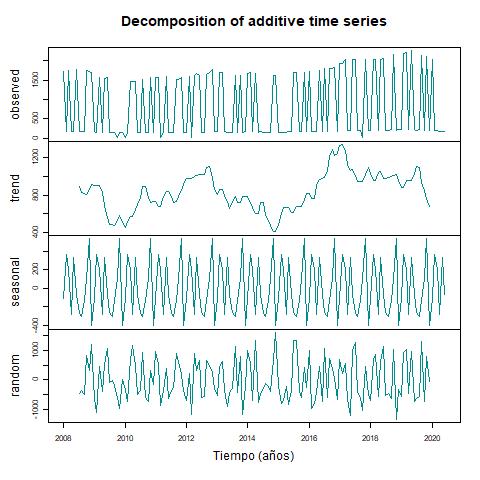 Decomposition of additive time series
observed
0 500 1500
trend
400 800 1200
seasonal
-400 0 200
random
-1000 0 1000
2008 2010 2012 2014 2016 2018 2020
Tiempo (años)